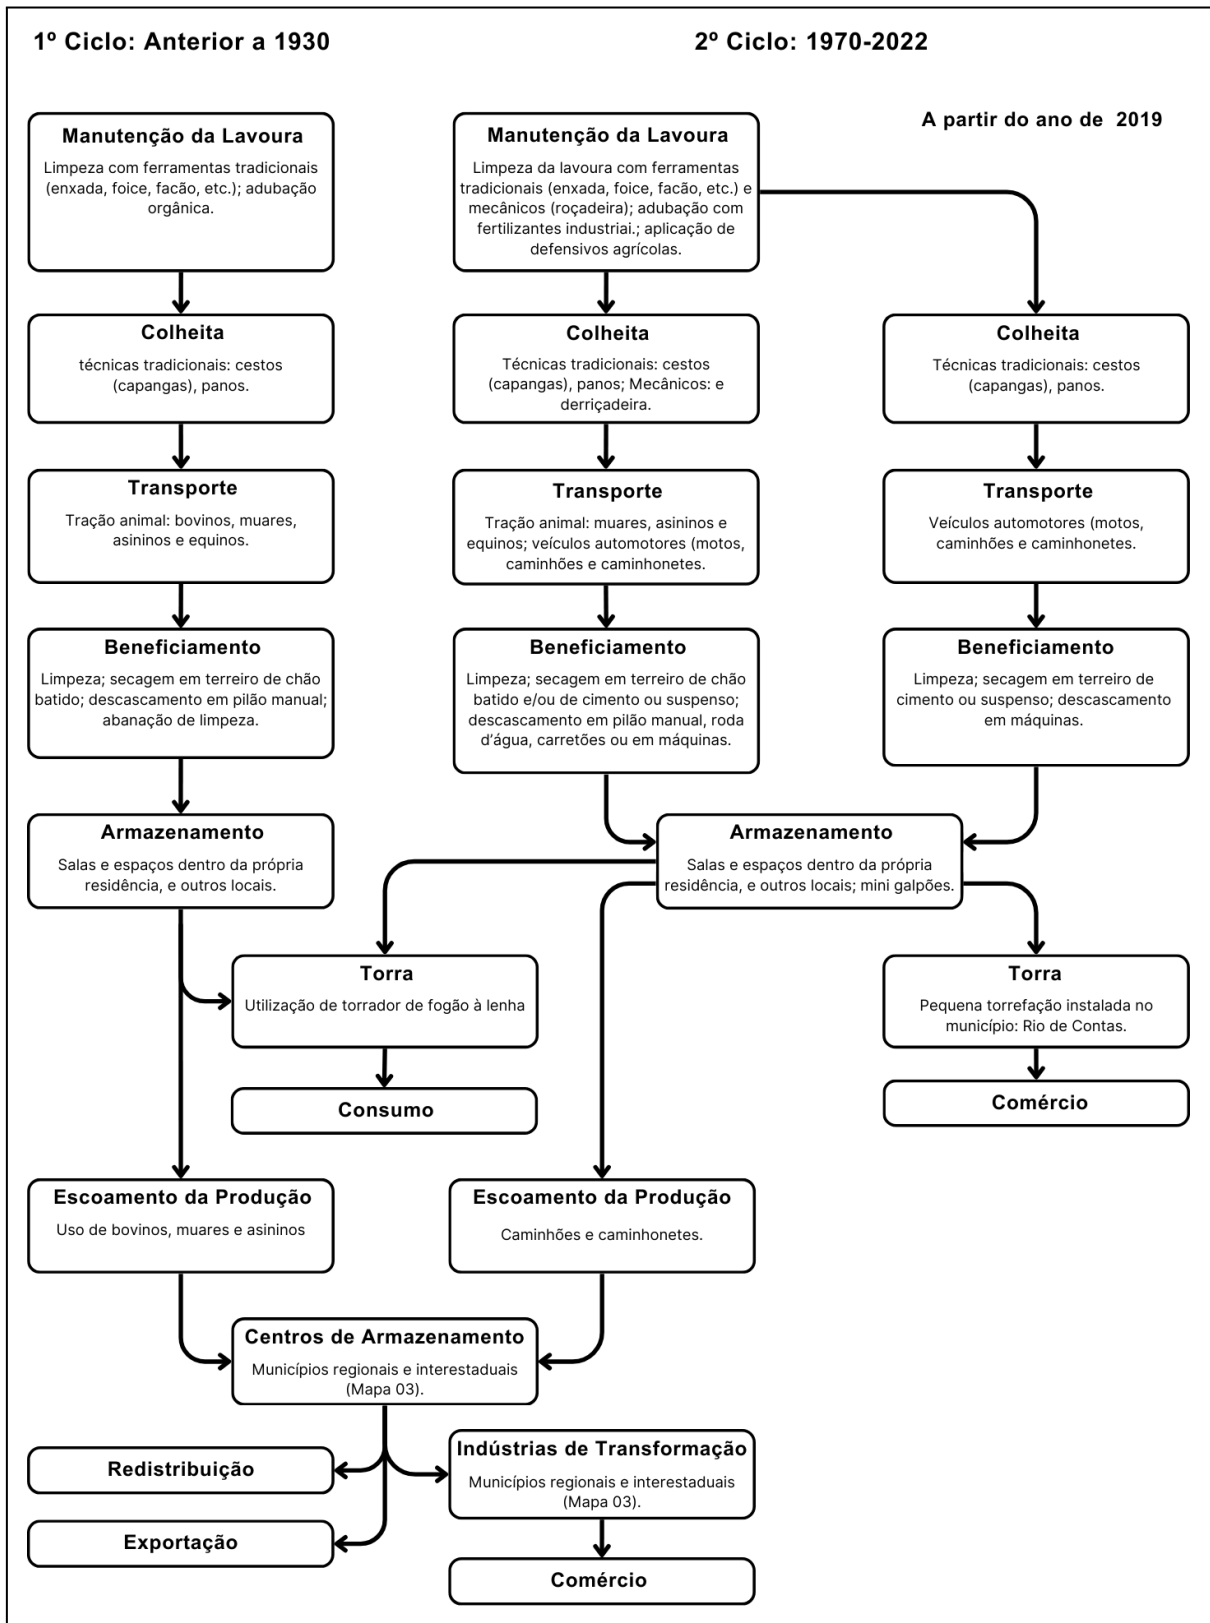 1º Ciclo: Anterior a 1930
2º Ciclo: 1970-2022
A partir do ano de 2019
Manutenção da Lavoura
Limpeza com ferramentas tradicionais
(enxada, foice, facão, etc.); adubação
orgânica.
Manutenção da Lavoura
Limpeza da lavoura com ferramentas
tradicionais (enxada, foice, facão, etc.) e
mecânicos (roçadeira); adubação com
fertilizantes industriai.; aplicação de
defensivos agrícolas.
Colheita
técnicas tradicionais: cestos
(capangas), panos.
Colheita
Técnicas tradicionais: cestos
(capangas), panos; Mecânicos: e
derriçadeira.
Colheita
Técnicas tradicionais: cestos
(capangas), panos.
Transporte
Tração animal: bovinos, muares,
asininos e equinos.
Transporte
Tração animal: muares, asininos e
equinos; veículos automotores (motos,
caminhões e caminhonetes.
Transporte
Veículos automotores (motos,
caminhões e caminhonetes.
Beneficiamento
Limpeza; secagem em terreiro de chão
batido; descascamento em pilão manual;
abanação de limpeza.
Beneficiamento
Limpeza; secagem em terreiro de chão
batido e/ou de cimento ou suspenso;
descascamento em pilão manual, roda
d'água, carretões ou em máquinas.
Beneficiamento
Limpeza; secagem em terreiro de
cimento ou suspenso; descascamento
em máquinas.
Armazenamento
Salas e espaços dentro da própria
residência, e outros locais.
Armazenamento
Salas e espaços dentro da própria
residência, e outros locais; mini galpões.
Torra
Utilização de torrador de fogão à lenha
Torra
Pequena torrefação instalada no
município: Rio de Contas.
Consumo
Comércio
Escoamento da Produção
Uso de bovinos, muares e asininos
Escoamento da Produção
Caminhões e caminhonetes.
Centros de Armazenamento
Municípios regionais e interestaduais
(Mapa 03).
Redistribuição
Indústrias de Transformação
Municípios regionais e interestaduais
(Mapa 03).
Exportação
Comércio